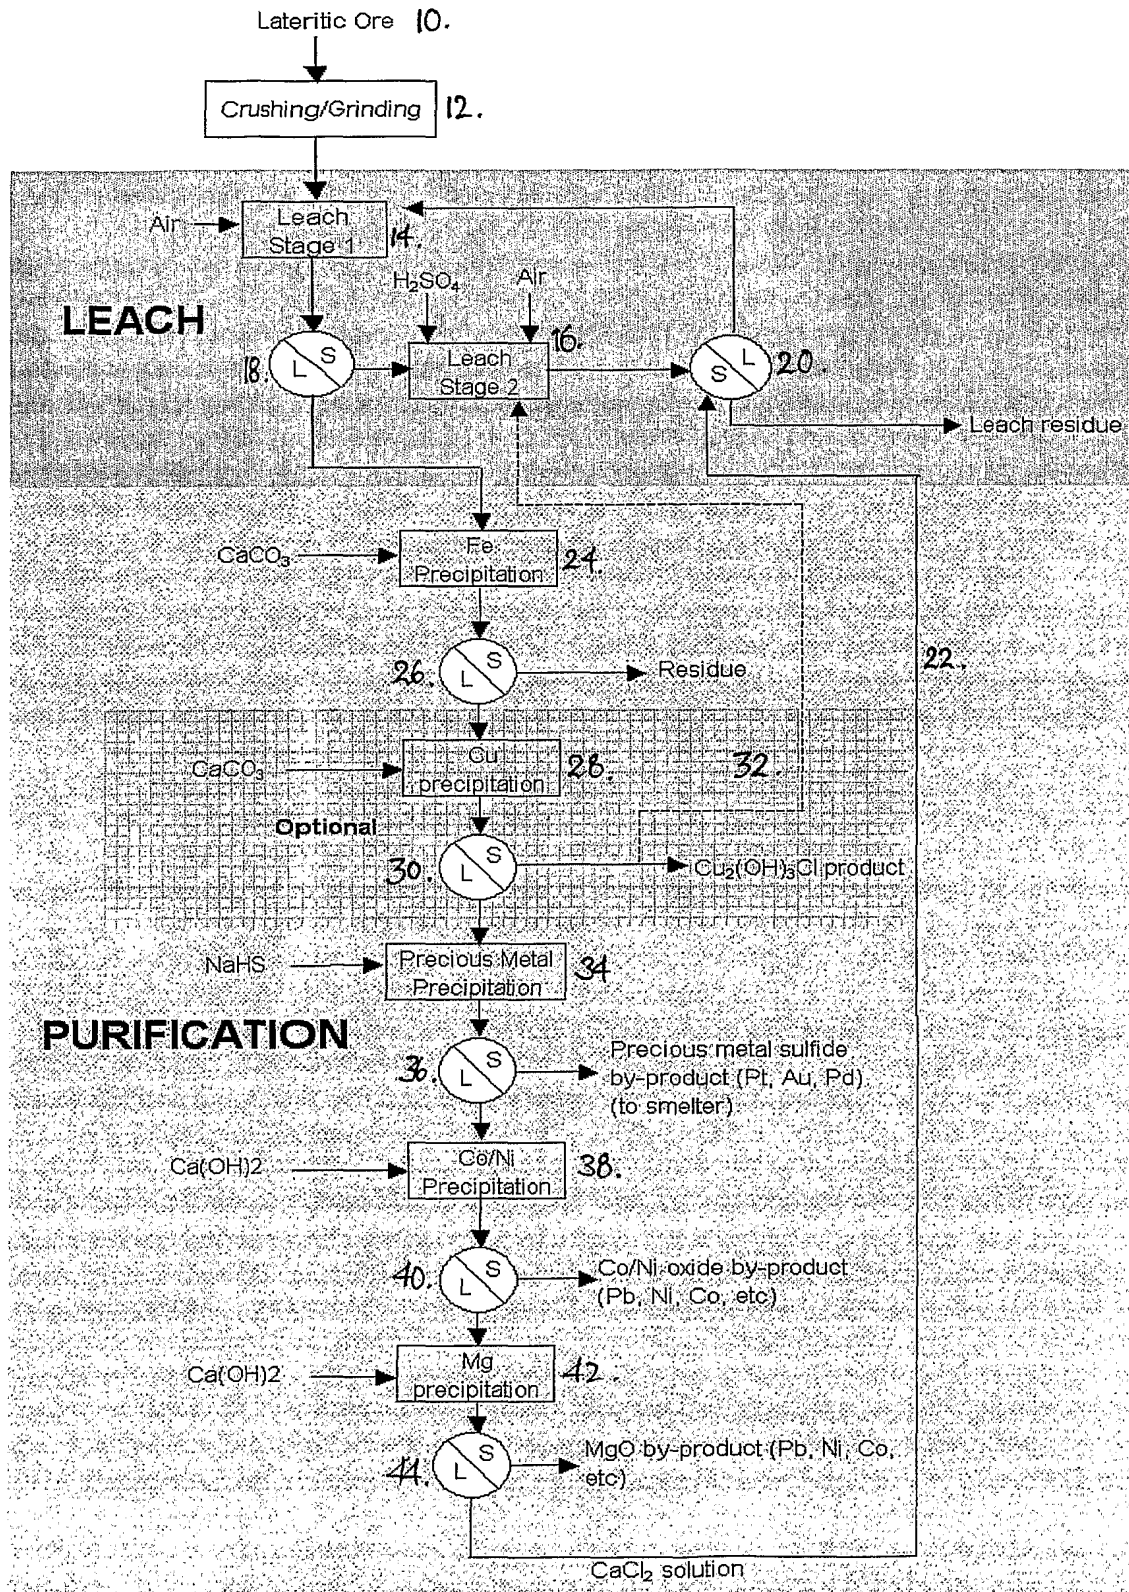 Lateritic Ore 10.
Crushing/Grinding 12.
Air
Leach
Stage 1
14.
LEACH
H₂SO₄
Air
16.
S
L
18.
Leach
Stage 2
L
S
20.
Leach residue
CaCO₃
Fe
Precipitation
24.
S
L
26.
Residue
22.
CaCO₃
Cu
precipitation
28.
32.
Optional
S
L
30.
Cu₂(OH)₃Cl product
NaHS
Precious Metal
Precipitation
34
PURIFICATION
S
L
36.
Precious metal sulfide
by-product (Pt, Au, Pd)
(to smelter)
Ca(OH)2
Co/Ni
Precipitation
38.
S
L
40.
Co/Ni oxide by-product
(Pb, Ni, Co, etc)
Ca(OH)2
Mg
precipitation
42.
S
L
44.
MgO by-product (Pb, Ni, Co,
etc)
CaCl₂ solution